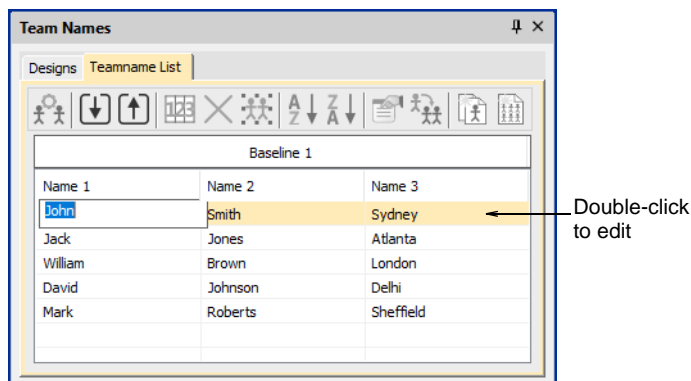 Team Names
Designs Teamname List
123 A Z Z A
Baseline 1
Name 1 Name 2 Name 3
John Smith Sydney
Jack Jones Atlanta
William Brown London
David Johnson Delhi
Mark Roberts Sheffield
Double-click
to edit